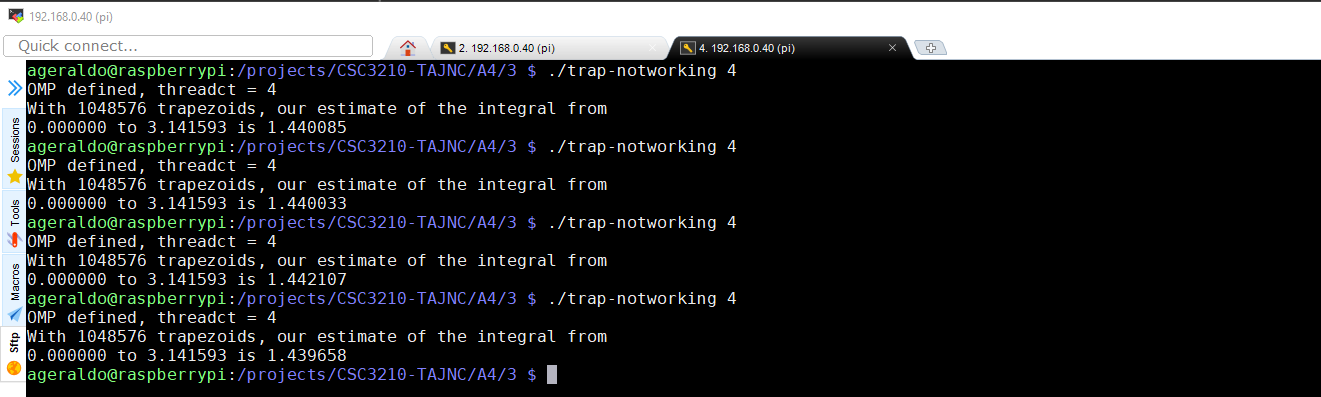 192.168.0.40 (pi)
Quick connect...
2. 192.168.0.40 (pi)
4. 192.168.0.40 (pi)
Sessions
Tools
Macros
Sftp
ageraldo@raspberrypi:/projects/CSC3210-TAJNC/A4/3 $ ./trap-notworking 4
OMP defined, threadct = 4
With 1048576 trapezoids, our estimate of the integral from
0.000000 to 3.141593 is 1.440085
ageraldo@raspberrypi:/projects/CSC3210-TAJNC/A4/3 $ ./trap-notworking 4
OMP defined, threadct = 4
With 1048576 trapezoids, our estimate of the integral from
0.000000 to 3.141593 is 1.440033
ageraldo@raspberrypi:/projects/CSC3210-TAJNC/A4/3 $ ./trap-notworking 4
OMP defined, threadct = 4
With 1048576 trapezoids, our estimate of the integral from
0.000000 to 3.141593 is 1.442107
ageraldo@raspberrypi:/projects/CSC3210-TAJNC/A4/3 $ ./trap-notworking 4
OMP defined, threadct = 4
With 1048576 trapezoids, our estimate of the integral from
0.000000 to 3.141593 is 1.439658
ageraldo@raspberrypi:/projects/CSC3210-TAJNC/A4/3 $